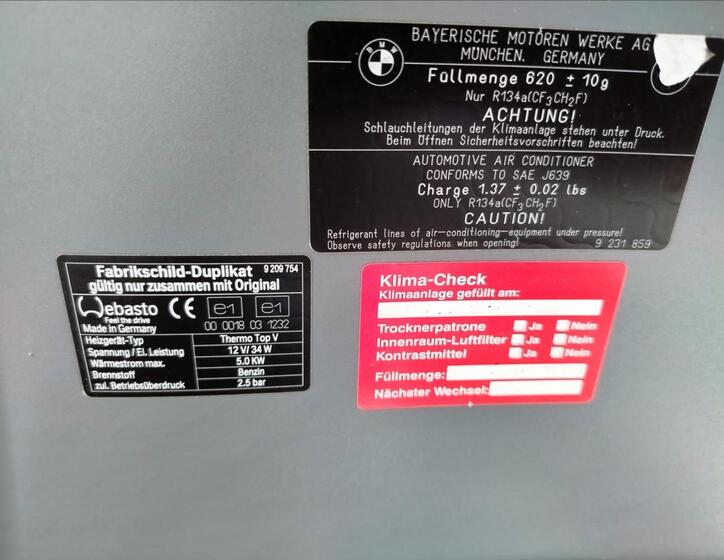 BMW
BAYERISCHE MOTOREN WERKE AG
MÜNCHEN. GERMANY
Füllmenge 620 ± 10g
Nur R134a(CF₃CH₂F)
ACHTUNG!
Schlauchleitungen der Klimaanlage stehen unter Druck.
Beim Öffnen Sicherheitsvorschriften beachten!
AUTOMOTIVE AIR CONDITIONER
CONFORMS TO SAE J639
Charge 1.37 ± 0.02 lbs
ONLY R134a(CF₃CH₂F)
CAUTION!
Refrigerant lines of air-conditioning-equipment under pressure!
Observe safety regulations when opening! 9 231 859
Fabrikschild-Duplikat 9 209 754
gültig nur zusammen mit Original
Webasto CE e1 e1
Feel the drive
Made in Germany 00 0018 03 1232
Heizgerät-Typ Thermo Top V
Spannung / El. Leistung 12 V/ 34 W
Wärmestrom max. 5.0 KW
Brennstoff Benzin
zul. Betriebsüberdruck 2.5 bar
Klima-Check
Klimaanlage gefüllt am:
Trocknerpatrone Ja Nein
Innenraum-Luftfilter Ja Nein
Kontrastmittel Ja Nein
Füllmenge:
Nächster Wechsel: